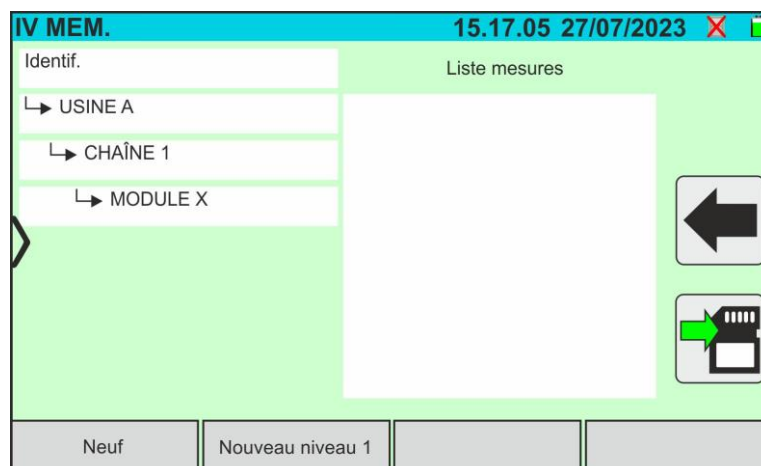 IV MEM. 15.17.05 27/07/2023
Identif.
Liste mesures
USINE A
CHAÎNE 1
MODULE X
Neuf
Nouveau niveau 1